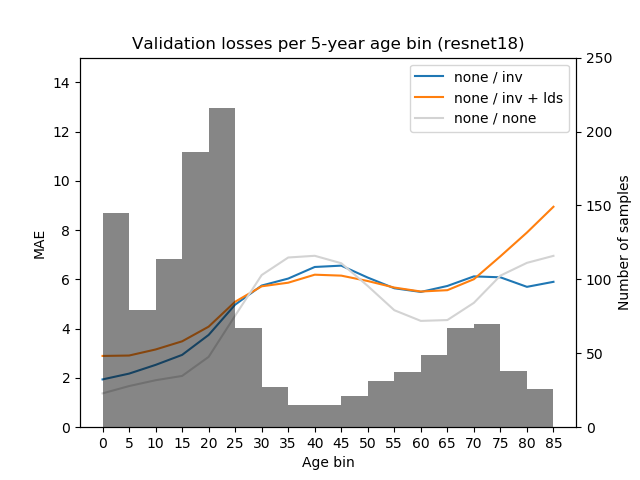 Validation losses per 5-year age bin (resnet18)
none / inv
none / inv + lds
none / none
MAE
14
12
10
8
6
4
2
0
250
200
150
100
50
0
Number of samples
0 5 10 15 20 25 30 35 40 45 50 55 60 65 70 75 80 85
Age bin